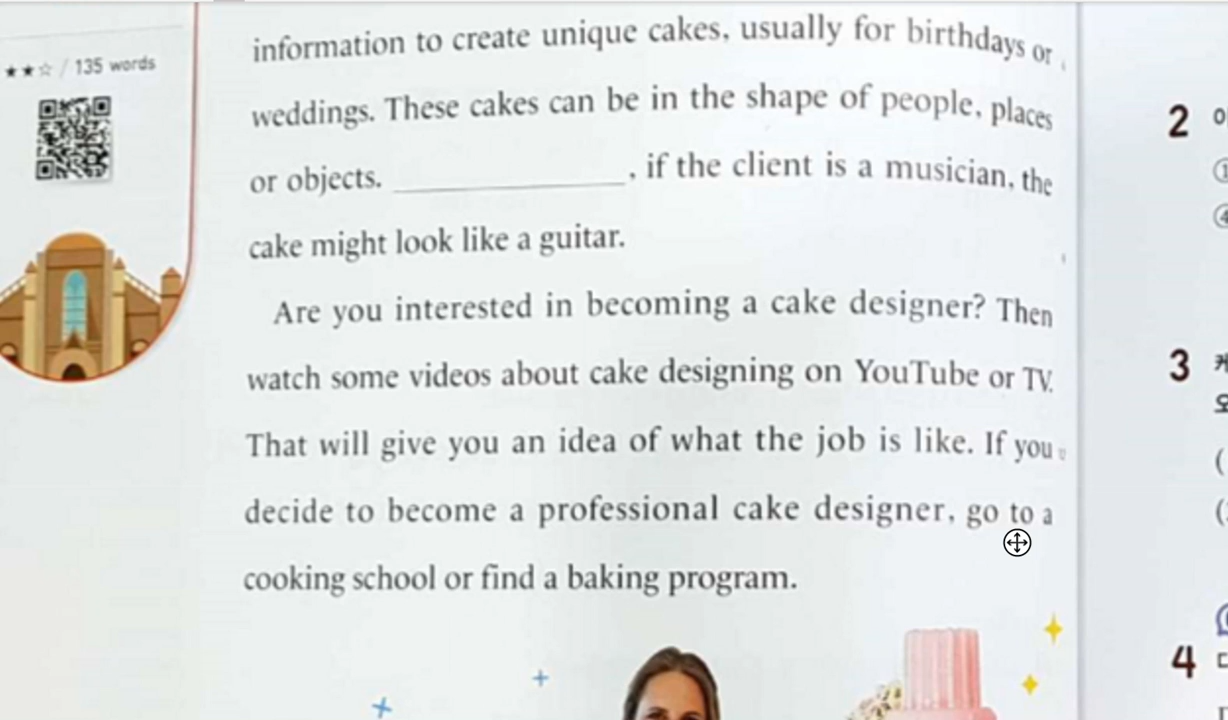 information to create unique cakes, usually for birthdays or
★★☆ / 135 words
weddings. These cakes can be in the shape of people, places
or objects. ____________, if the client is a musician, the
cake might look like a guitar.
Are you interested in becoming a cake designer? Then
watch some videos about cake designing on YouTube or TV.
That will give you an idea of what the job is like. If you
decide to become a professional cake designer, go to a
cooking school or find a baking program.
2
①
④
3
4